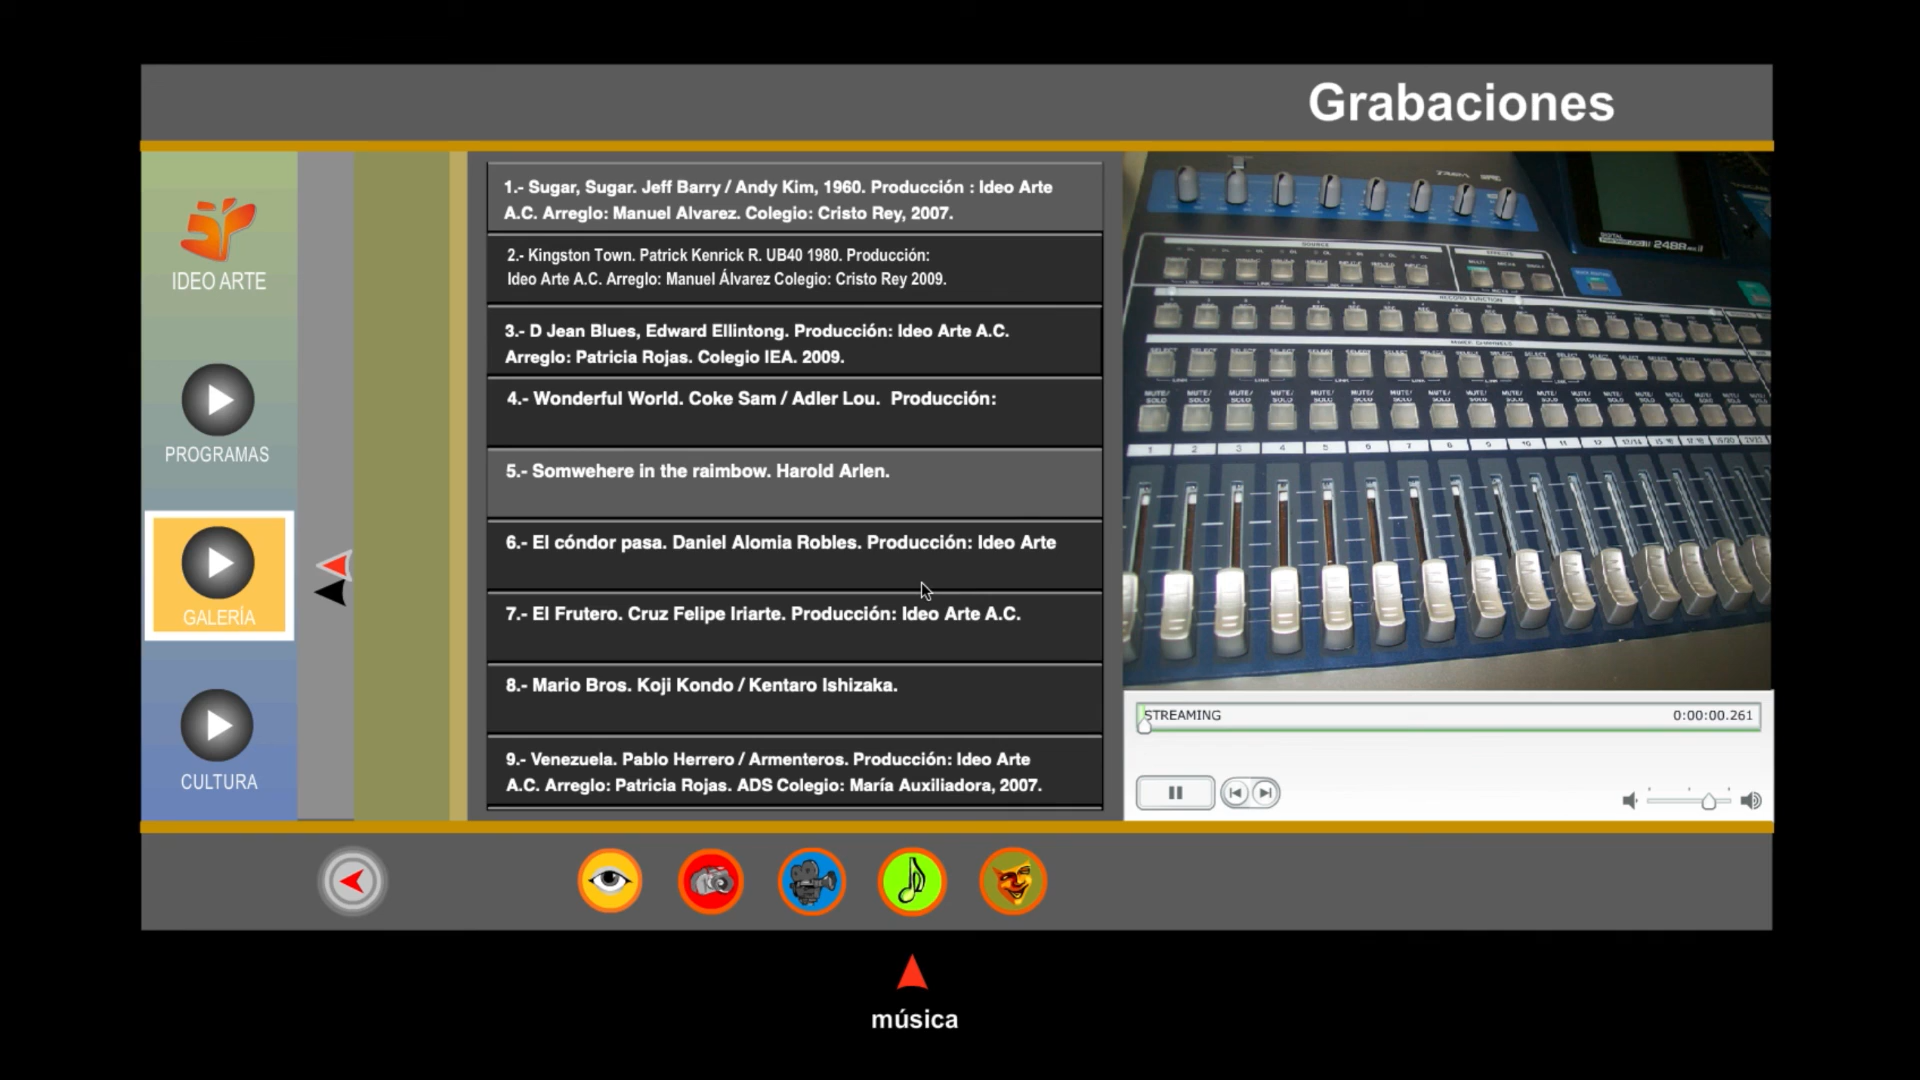 Grabaciones
IDEO ARTE
PROGRAMAS
GALERÍA
CULTURA
1.- Sugar, Sugar. Jeff Barry / Andy Kim, 1960. Producción : Ideo Arte
A.C. Arreglo: Manuel Alvarez. Colegio: Cristo Rey, 2007.
2.- Kingston Town. Patrick Kenrick R. UB40 1980. Producción:
Ideo Arte A.C. Arreglo: Manuel Álvarez Colegio: Cristo Rey 2009.
3.- D Jean Blues, Edward Ellintong. Producción: Ideo Arte A.C.
Arreglo: Patricia Rojas. Colegio IEA. 2009.
4.- Wonderful World. Coke Sam / Adler Lou. Producción:
5.- Somwehere in the raimbow. Harold Arlen.
6.- El cóndor pasa. Daniel Alomia Robles. Producción: Ideo Arte
7.- El Frutero. Cruz Felipe Iriarte. Producción: Ideo Arte A.C.
8.- Mario Bros. Koji Kondo / Kentaro Ishizaka.
9.- Venezuela. Pablo Herrero / Armenteros. Producción: Ideo Arte
A.C. Arreglo: Patricia Rojas. ADS Colegio: María Auxiliadora, 2007.
STREAMING 0:00:00.261
música